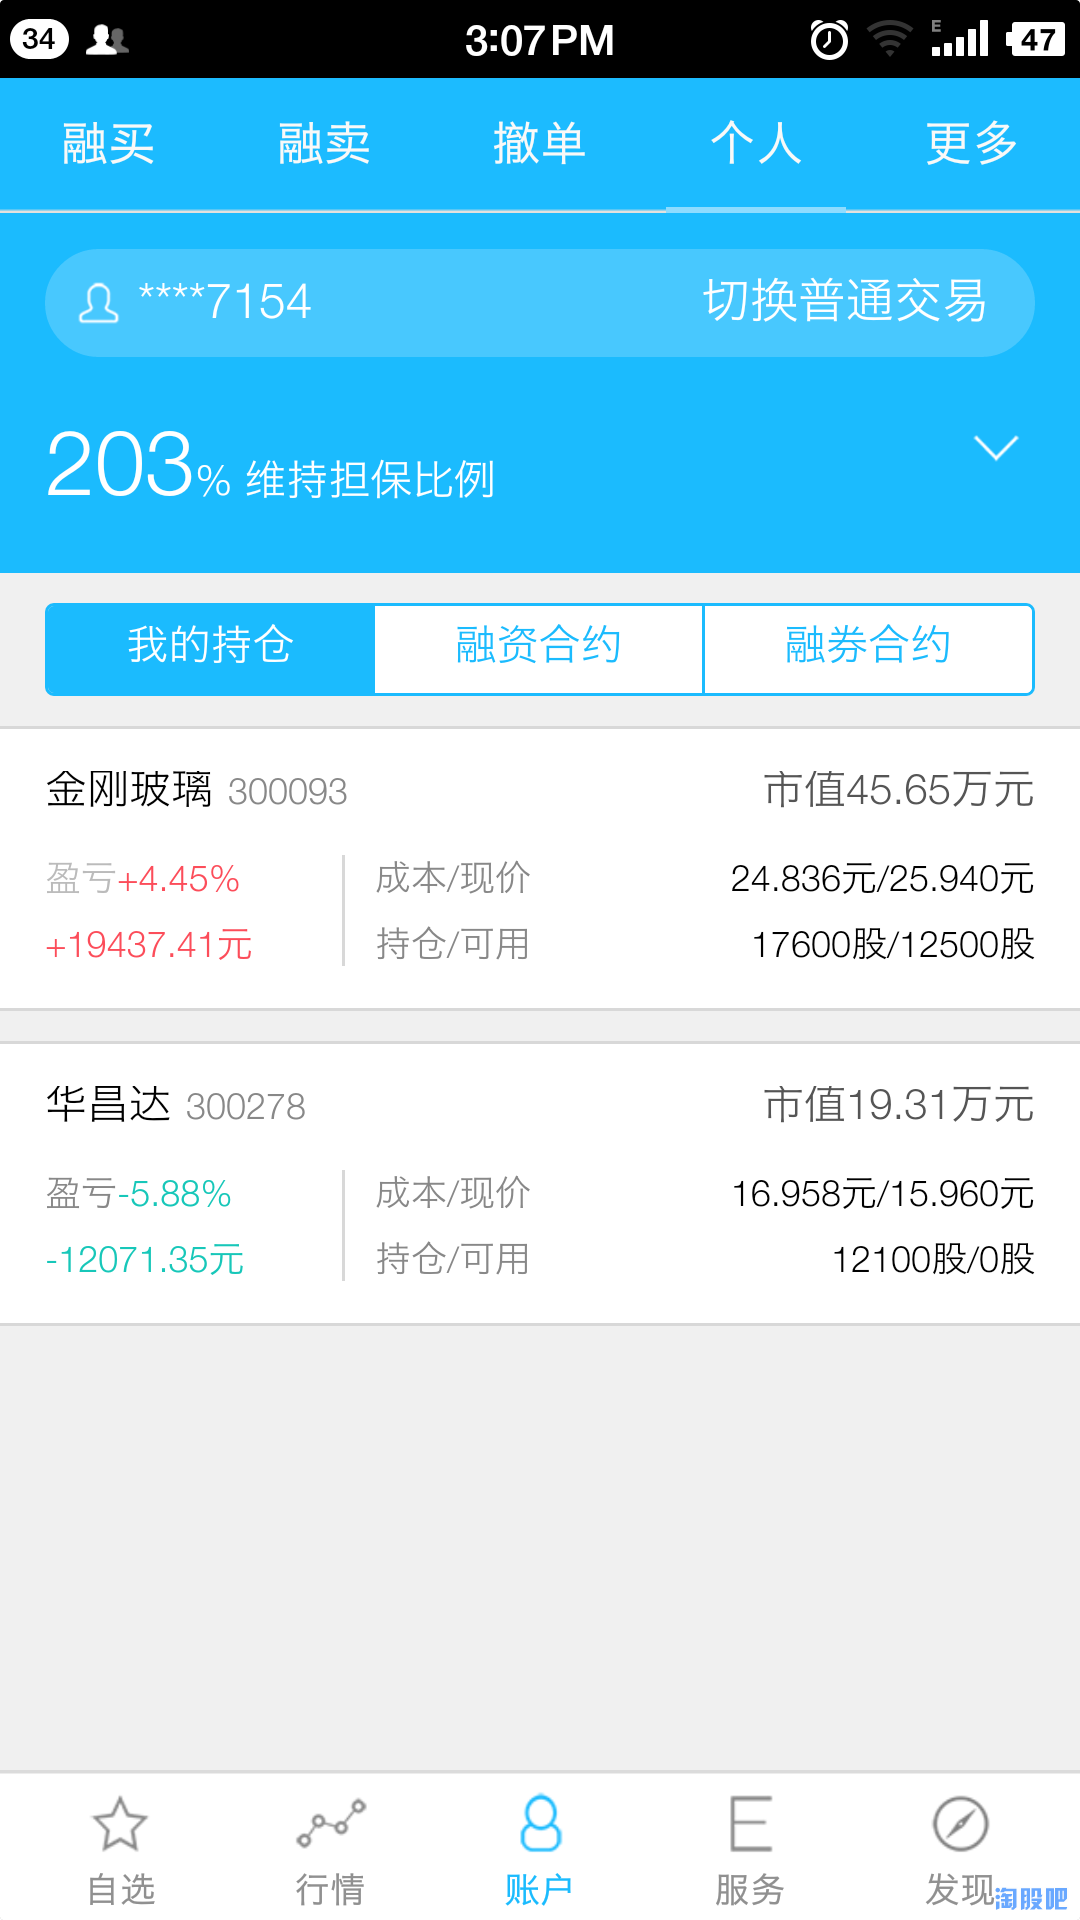 34 3:07PM E 47
融买 融卖 撤单 个人 更多
****7154 切换普通交易
203% 维持担保比例
我的持仓 融资合约 融券合约
金刚玻璃 300093 市值45.65万元
盈亏+4.45% 成本/现价 24.836元/25.940元
+19437.41元 持仓/可用 17600股/12500股
华昌达 300278 市值19.31万元
盈亏-5.88% 成本/现价 16.958元/15.960元
-12071.35元 持仓/可用 12100股/0股
自选 行情 账户 服务 发现
淘股吧